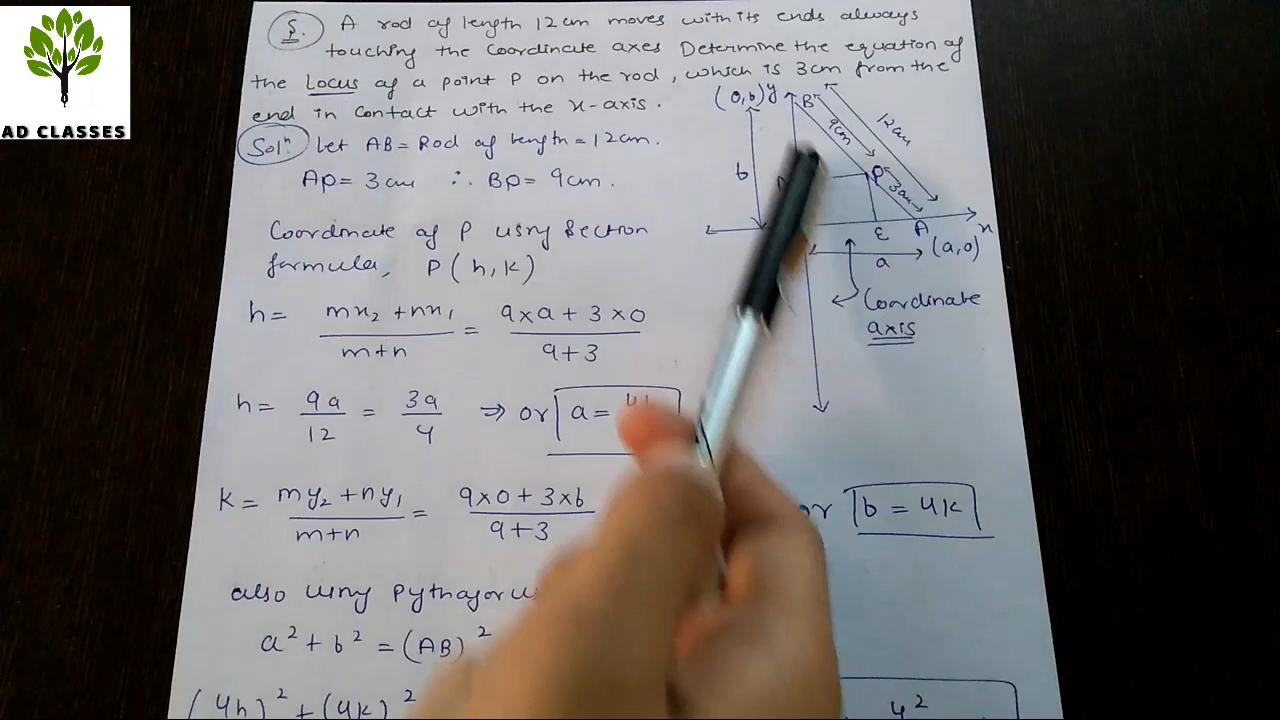 AD CLASSES
Q. A rod of length 12 cm moves with its ends always
touching the coordinate axes Determine the equation of
the Locus of a point P on the rod, which is 3cm from the
end in contact with the x-axis.
Soln: Let AB = Rod of length = 12cm.
AP = 3cm ∴ BP = 9cm.
Coordinate of P using section
formula, P(h, k)
h = mx₂ + nx₁ / m+n = 9×a + 3×0 / 9+3
h = 9a / 12 = 3a / 4 ⇒ or a =
k = my₂ + ny₁ / m+n = 9×0 + 3×b / 9+3
or b = 4k
also using
a² + b² = (AB)²
(4h)² + (4k)²
(0,b) y B
12cm
9cm
b
P
3cm
E A x
(a,0)
a
Coordinate
axis